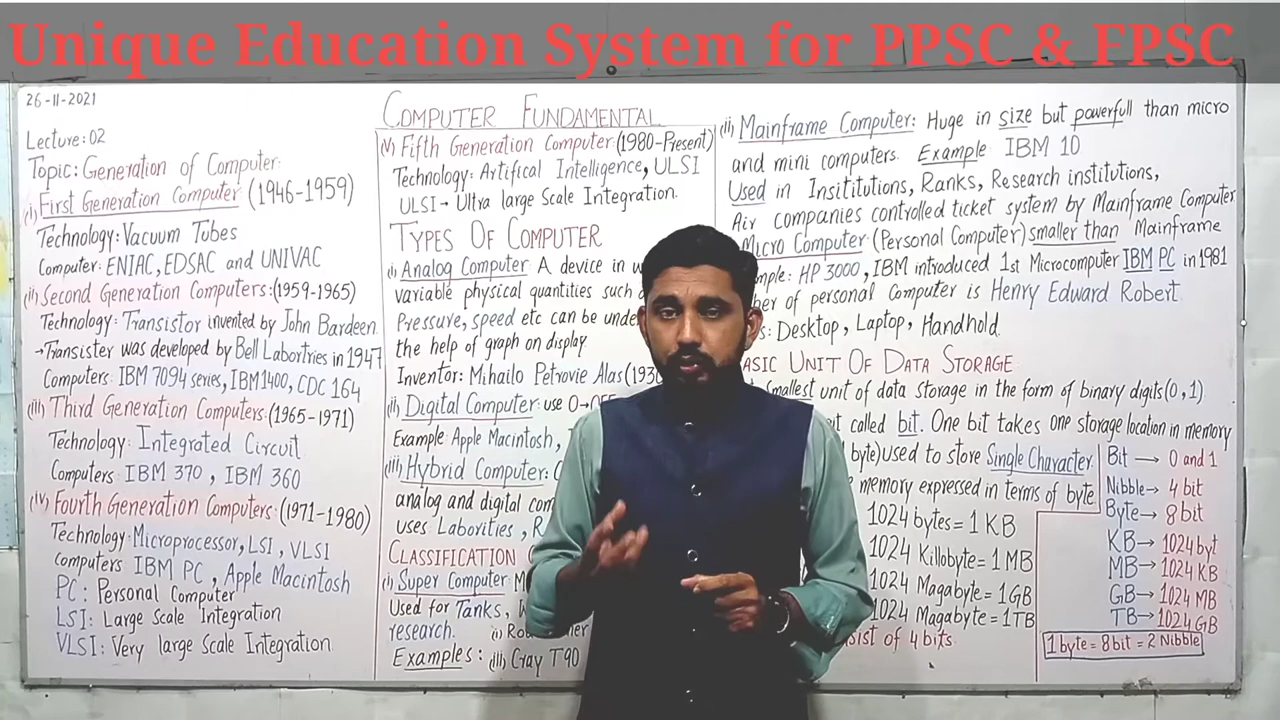 Unique Education System for PPSC & FPSC
26-11-2021
COMPUTER FUNDAMENTAL
Lecture: 02
Topic: Generation of Computer:
(i) First Generation Computer (1946-1959)
Technology: Vacuum Tubes
Computer: ENIAC, EDSAC and UNIVAC
(ii) Second Generation Computers: (1959-1965)
Technology: Transistor invented by John Bardeen
→Transister was developed by Bell Labortries in 1947
Computers: IBM 7094 series, IBM1400, CDC 164
(iii) Third Generation Computers: (1965-1971)
Technology: Integrated Circuit
Computers: IBM 370, IBM 360
(iv) Fourth Generation Computers: (1971-1980)
Technology: Microprocessor, LSI, VLSI
Computers IBM PC, Apple Macintosh
PC: Personal Computer
LSI: Large Scale Integration
VLSI: Very large Scale Integration
(v) Fifth Generation Computer: (1980-Present)
Technology: Artifical Intelligence, ULSI
ULSI→ Ultra large Scale Integration.
TYPES OF COMPUTER
(i) Analog Computer A device in
variable physical quantities such
Pressure, speed etc can be
the help of graph on display
Inventor: Mihailo Petrovie Alas
(ii) Digital Computer: use 0→
Example: Apple Macintosh,
(iii) Hybrid Computer:
analog and digital
uses Laborities,
CLASSIFICATION
(i) Super Computer
Used for Tanks,
research. (i)
Examples: (iii) Cray T90
(ii) Mainframe Computer: Huge in size but powerfull than micro
and mini computers. Example IBM 10
Used in Insititutions, Ranks, Research institutions,
Air companies controlled ticket system by Mainframe Computer
Micro Computer (Personal Computer) smaller than Mainframe
HP 3000, IBM introduced 1st Microcomputer IBM PC in 1981
of personal Computer is Henry Edward Robert
Desktop, Laptop, Handhold.
UNIT OF DATA STORAGE
Smallest unit of data Storage in the form of binary digits (0,1)
called bit. One bit takes one storage location in memory
byte) used to store Single Character
memory expressed in terms of byte
1024 bytes = 1 KB
1024 Killobyte = 1 MB
1024 Magabyte = 1GB
1024 Magabyte = 1TB
of 4 bits.
Bit → 0 and 1
Nibble → 4 bit
Byte → 8 bit
KB → 1024 byt
MB → 1024 KB
GB → 1024 MB
TB → 1024 GB
1 byte = 8 bit = 2 Nibble